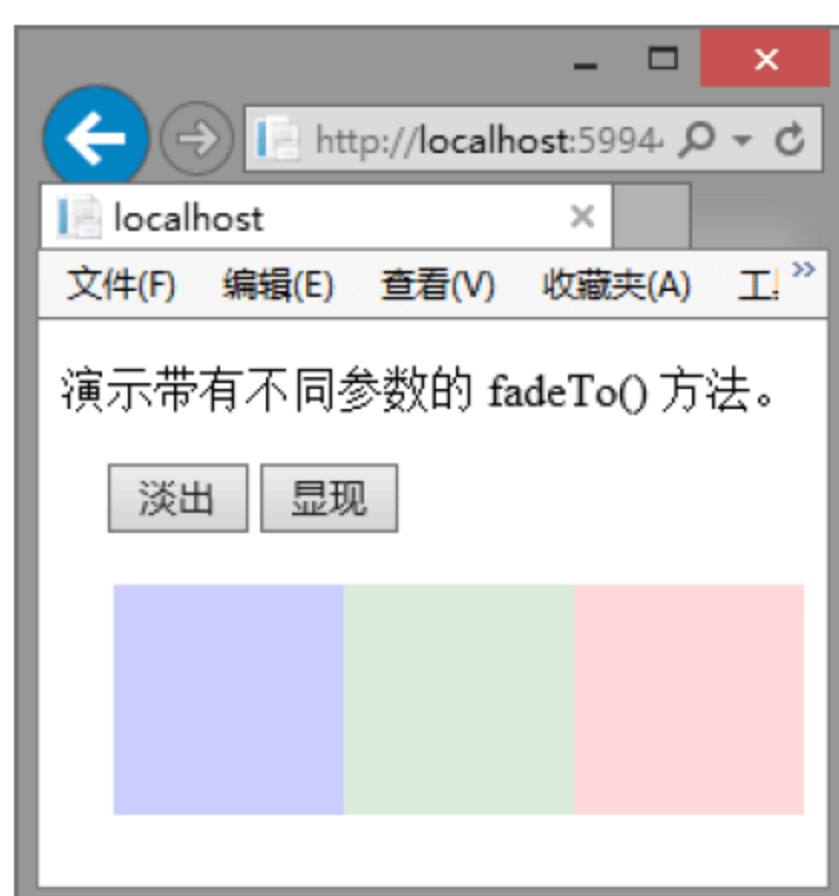 http://localhost:5994
localhost
文件(F) 编辑(E) 查看(V) 收藏夹(A) 工
演示带有不同参数的 fadeTo() 方法。
淡出 显现